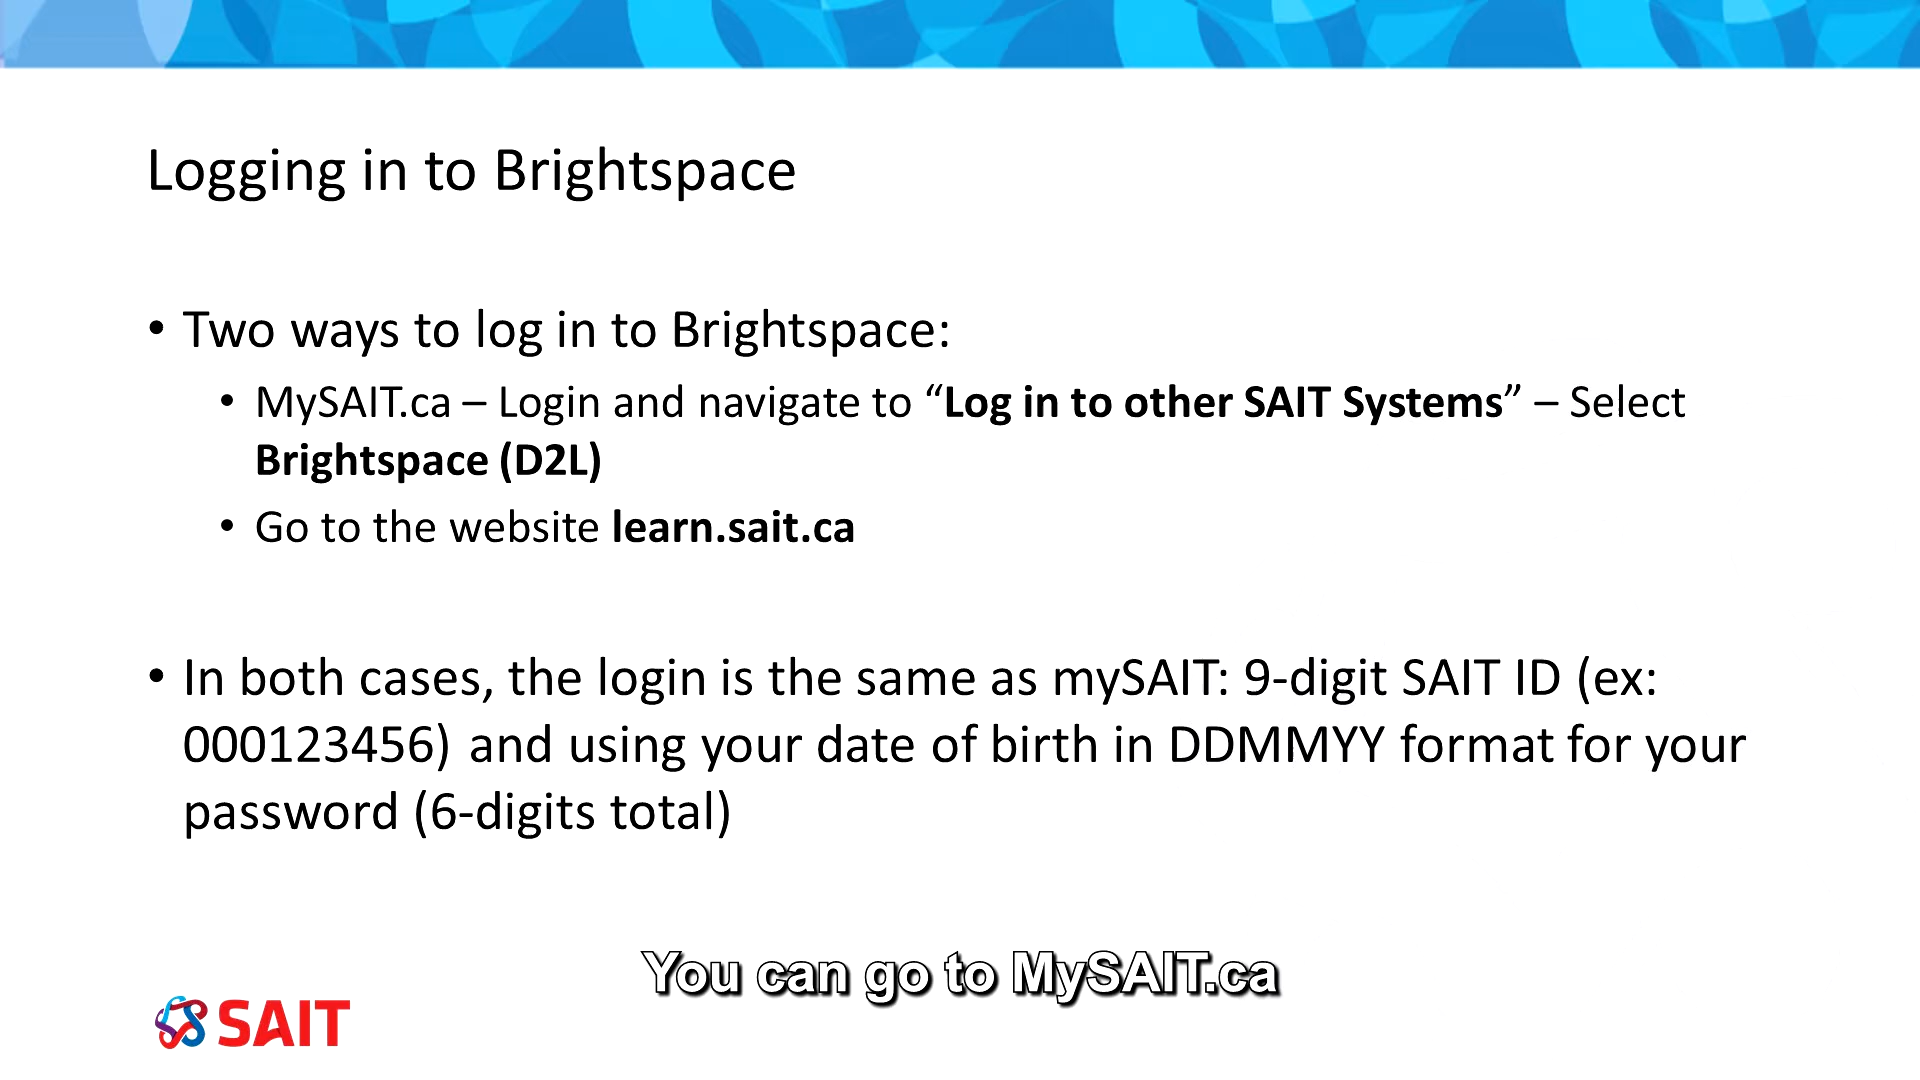 Logging in to Brightspace
• Two ways to log in to Brightspace:
• MySAIT.ca – Login and navigate to “Log in to other SAIT Systems” – Select
Brightspace (D2L)
• Go to the website learn.sait.ca
• In both cases, the login is the same as mySAIT: 9-digit SAIT ID (ex:
000123456) and using your date of birth in DDMMYY format for your
password (6-digits total)
You can go to MySAIT.ca
SAIT